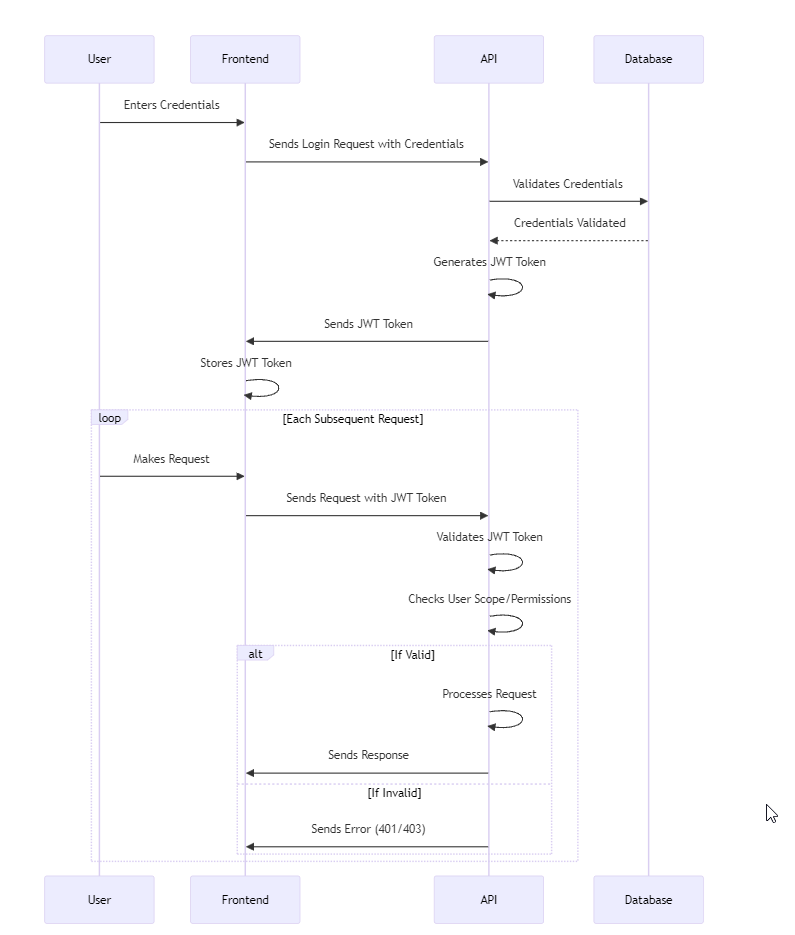 User
Frontend
API
Database
Enters Credentials
Sends Login Request with Credentials
Validates Credentials
Credentials Validated
Generates JWT Token
Sends JWT Token
Stores JWT Token
loop
[Each Subsequent Request]
Makes Request
Sends Request with JWT Token
Validates JWT Token
Checks User Scope/Permissions
alt
[If Valid]
Processes Request
Sends Response
[If Invalid]
Sends Error (401/403)
User
Frontend
API
Database